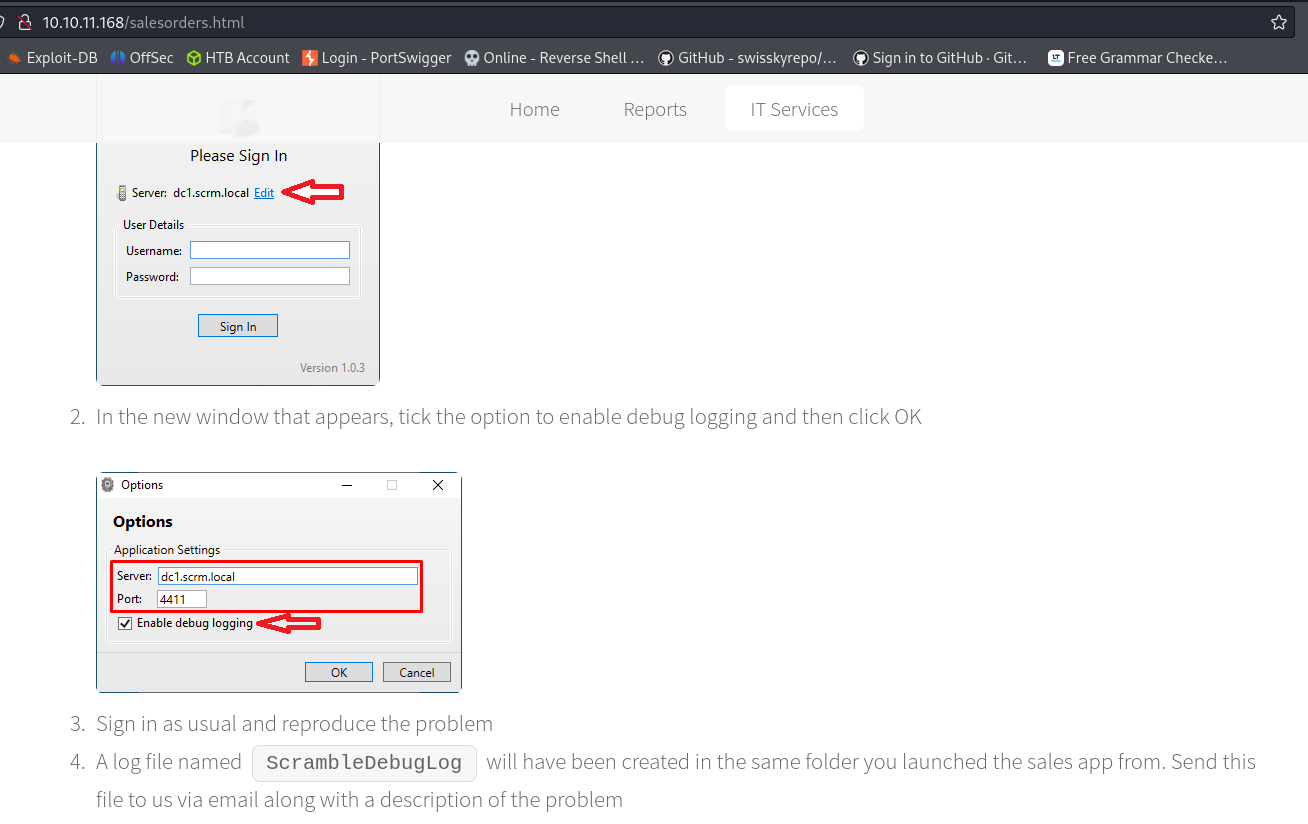 10.10.11.168/salesorders.html
Exploit-DB OffSec HTB Account Login - PortSwigger Online - Reverse Shell … GitHub - swisskyrepo/… Sign in to GitHub · Git… Free Grammar Checke…
Home Reports IT Services
Please Sign In
Server: dc1.scrm.local Edit
User Details
Username:
Password:
Sign In
Version 1.0.3
2. In the new window that appears, tick the option to enable debug logging and then click OK
Options
Options
Application Settings
Server: dc1.scrm.local
Port: 4411
Enable debug logging
OK Cancel
3. Sign in as usual and reproduce the problem
4. A log file named ScrambleDebugLog will have been created in the same folder you launched the sales app from. Send this
file to us via email along with a description of the problem